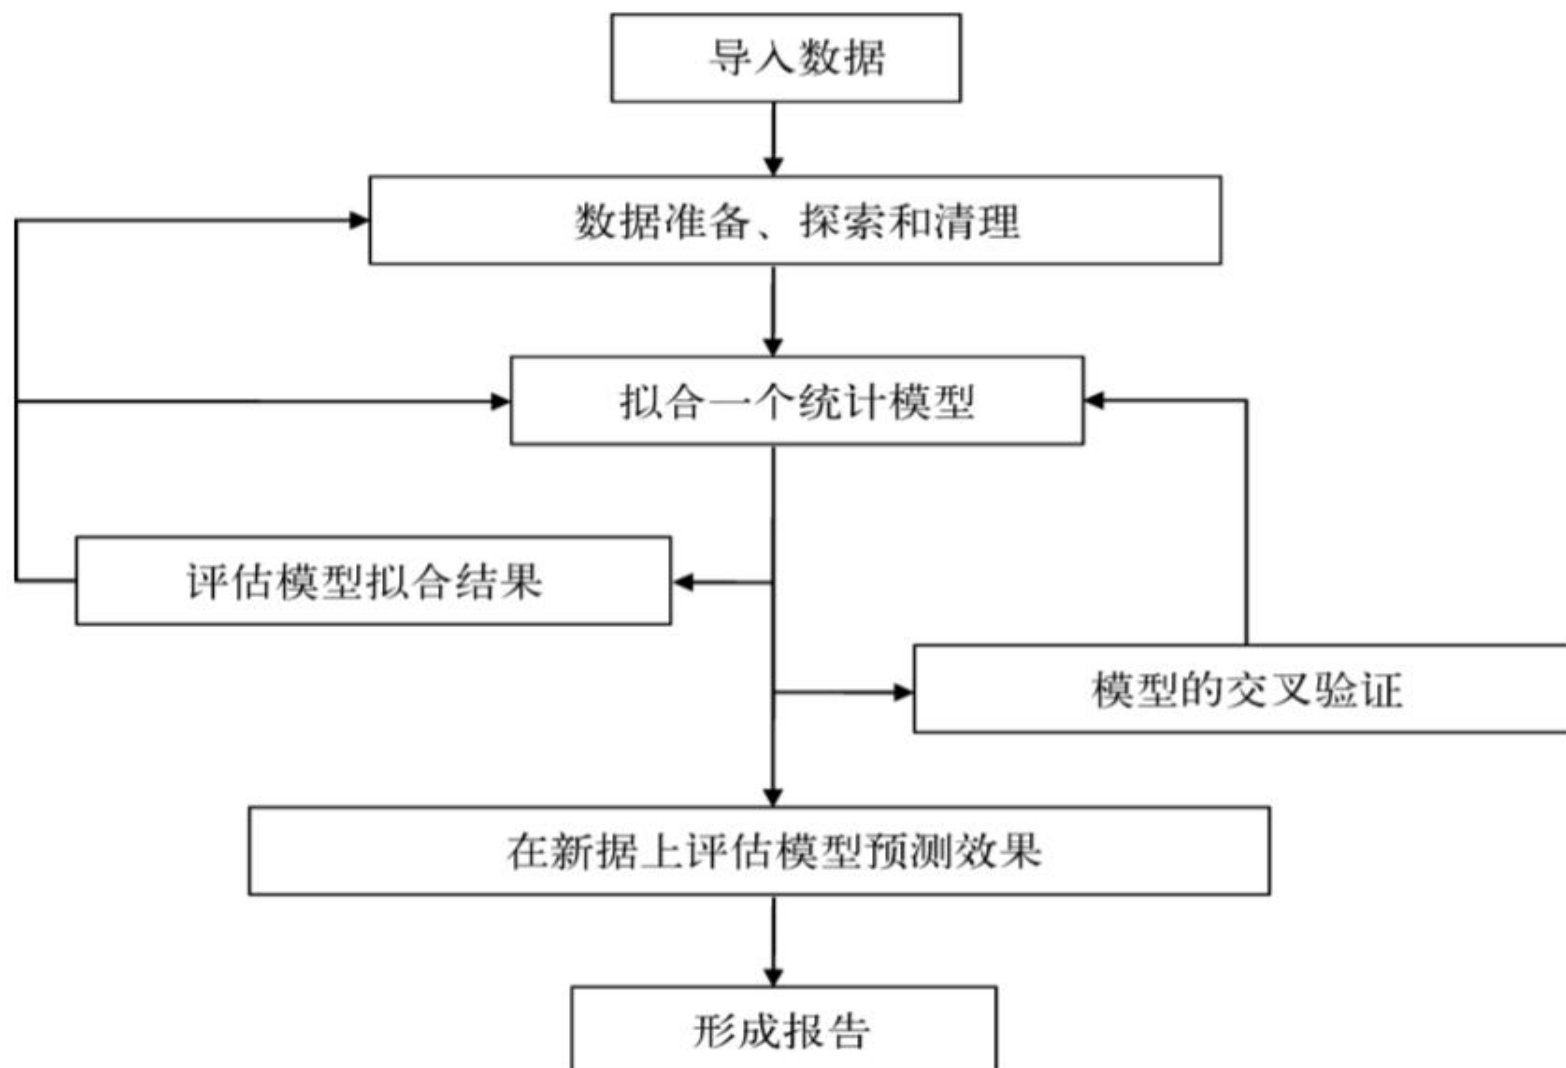 导入数据
数据准备、探索和清理
拟合一个统计模型
评估模型拟合结果
模型的交叉验证
在新据上评估模型预测效果
形成报告